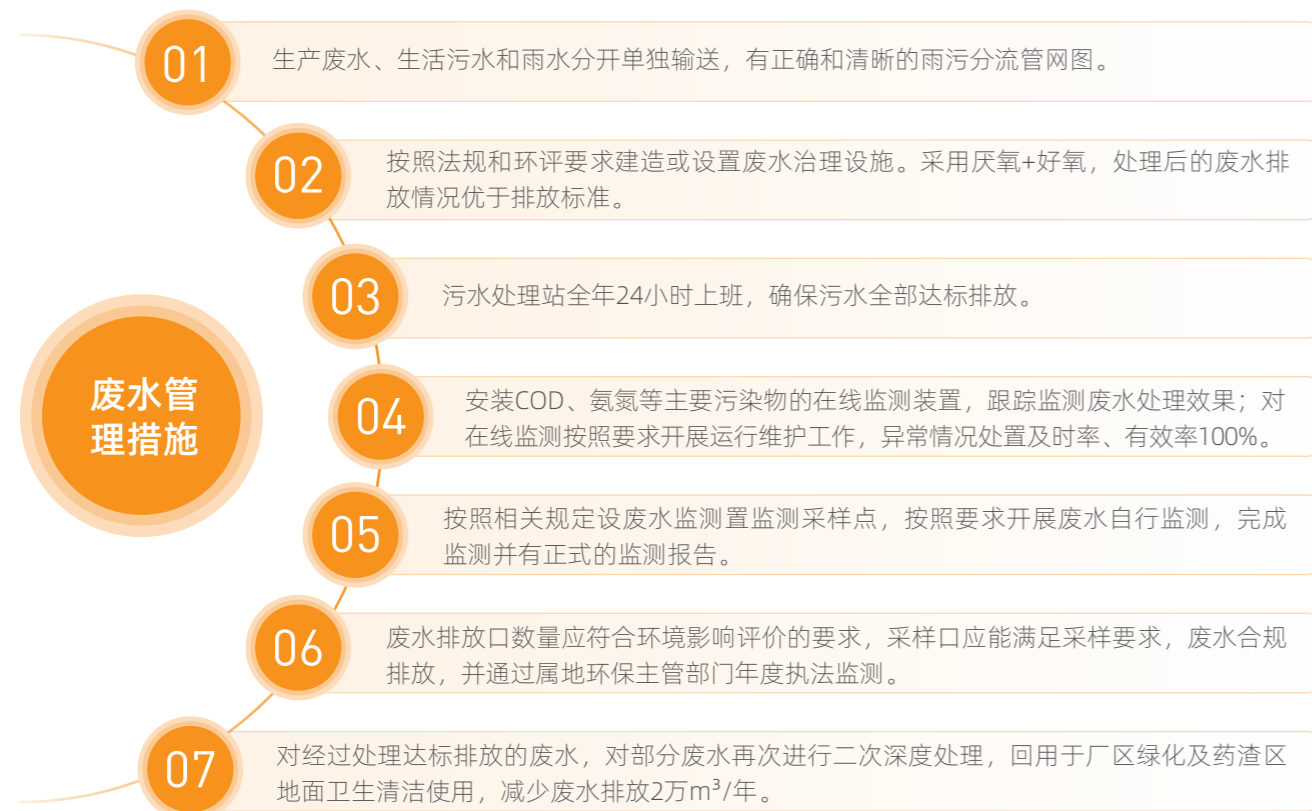 01
生产废水、生活污水和雨水分开单独输送，有正确和清晰的雨污分流管网图。
02
按照法规和环评要求建造或设置废水治理设施。采用厌氧+好氧，处理后的废水排
放情况优于排放标准。
03
污水处理站全年24小时上班，确保污水全部达标排放。
废水管
理措施
04
安装COD、氨氮等主要污染物的在线监测装置，跟踪监测废水处理效果；对
在线监测按照要求开展运行维护工作，异常情况处置及时率、有效率100%。
05
按照相关规定设废水监测置监测采样点，按照要求开展废水自行监测，完成
监测并有正式的监测报告。
06
废水排放口数量应符合环境影响评价的要求，采样口应能满足采样要求，废水合规
排放，并通过属地环保主管部门年度执法监测。
07
对经过处理达标排放的废水，对部分废水再次进行二次深度处理，回用于厂区绿化及药渣区
地面卫生清洁使用，减少废水排放2万m³/年。